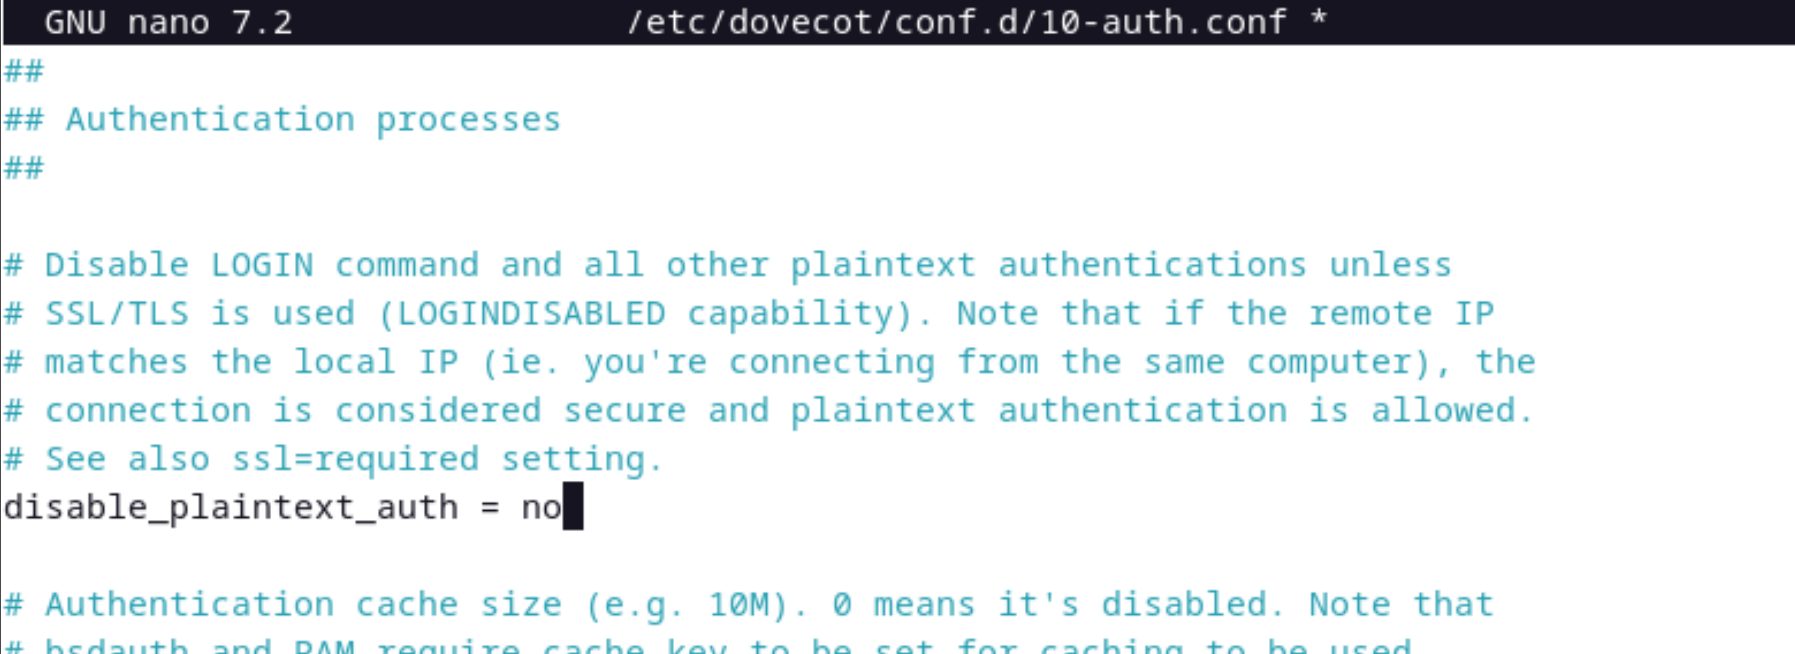 GNU nano 7.2 /etc/dovecot/conf.d/10-auth.conf *
##
## Authentication processes
##
# Disable LOGIN command and all other plaintext authentications unless
# SSL/TLS is used (LOGINDISABLED capability). Note that if the remote IP
# matches the local IP (ie. you're connecting from the same computer), the
# connection is considered secure and plaintext authentication is allowed.
# See also ssl=required setting.
disable_plaintext_auth = no
# Authentication cache size (e.g. 10M). 0 means it's disabled. Note that
# bsdauth and PAM require cache key to be set for caching to be used